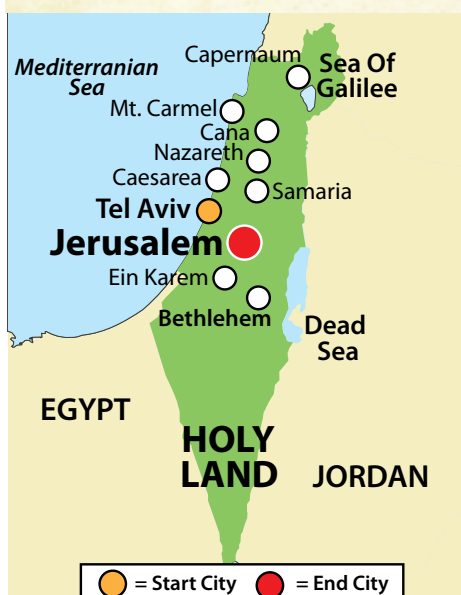 Capernaum
Mediterranian
Sea
Sea Of
Galilee
Mt. Carmel
Cana
Nazareth
Caesarea
Samaria
Tel Aviv
Jerusalem
Ein Karem
Bethlehem
Dead
Sea
EGYPT
HOLY
LAND
JORDAN
= Start City = End City